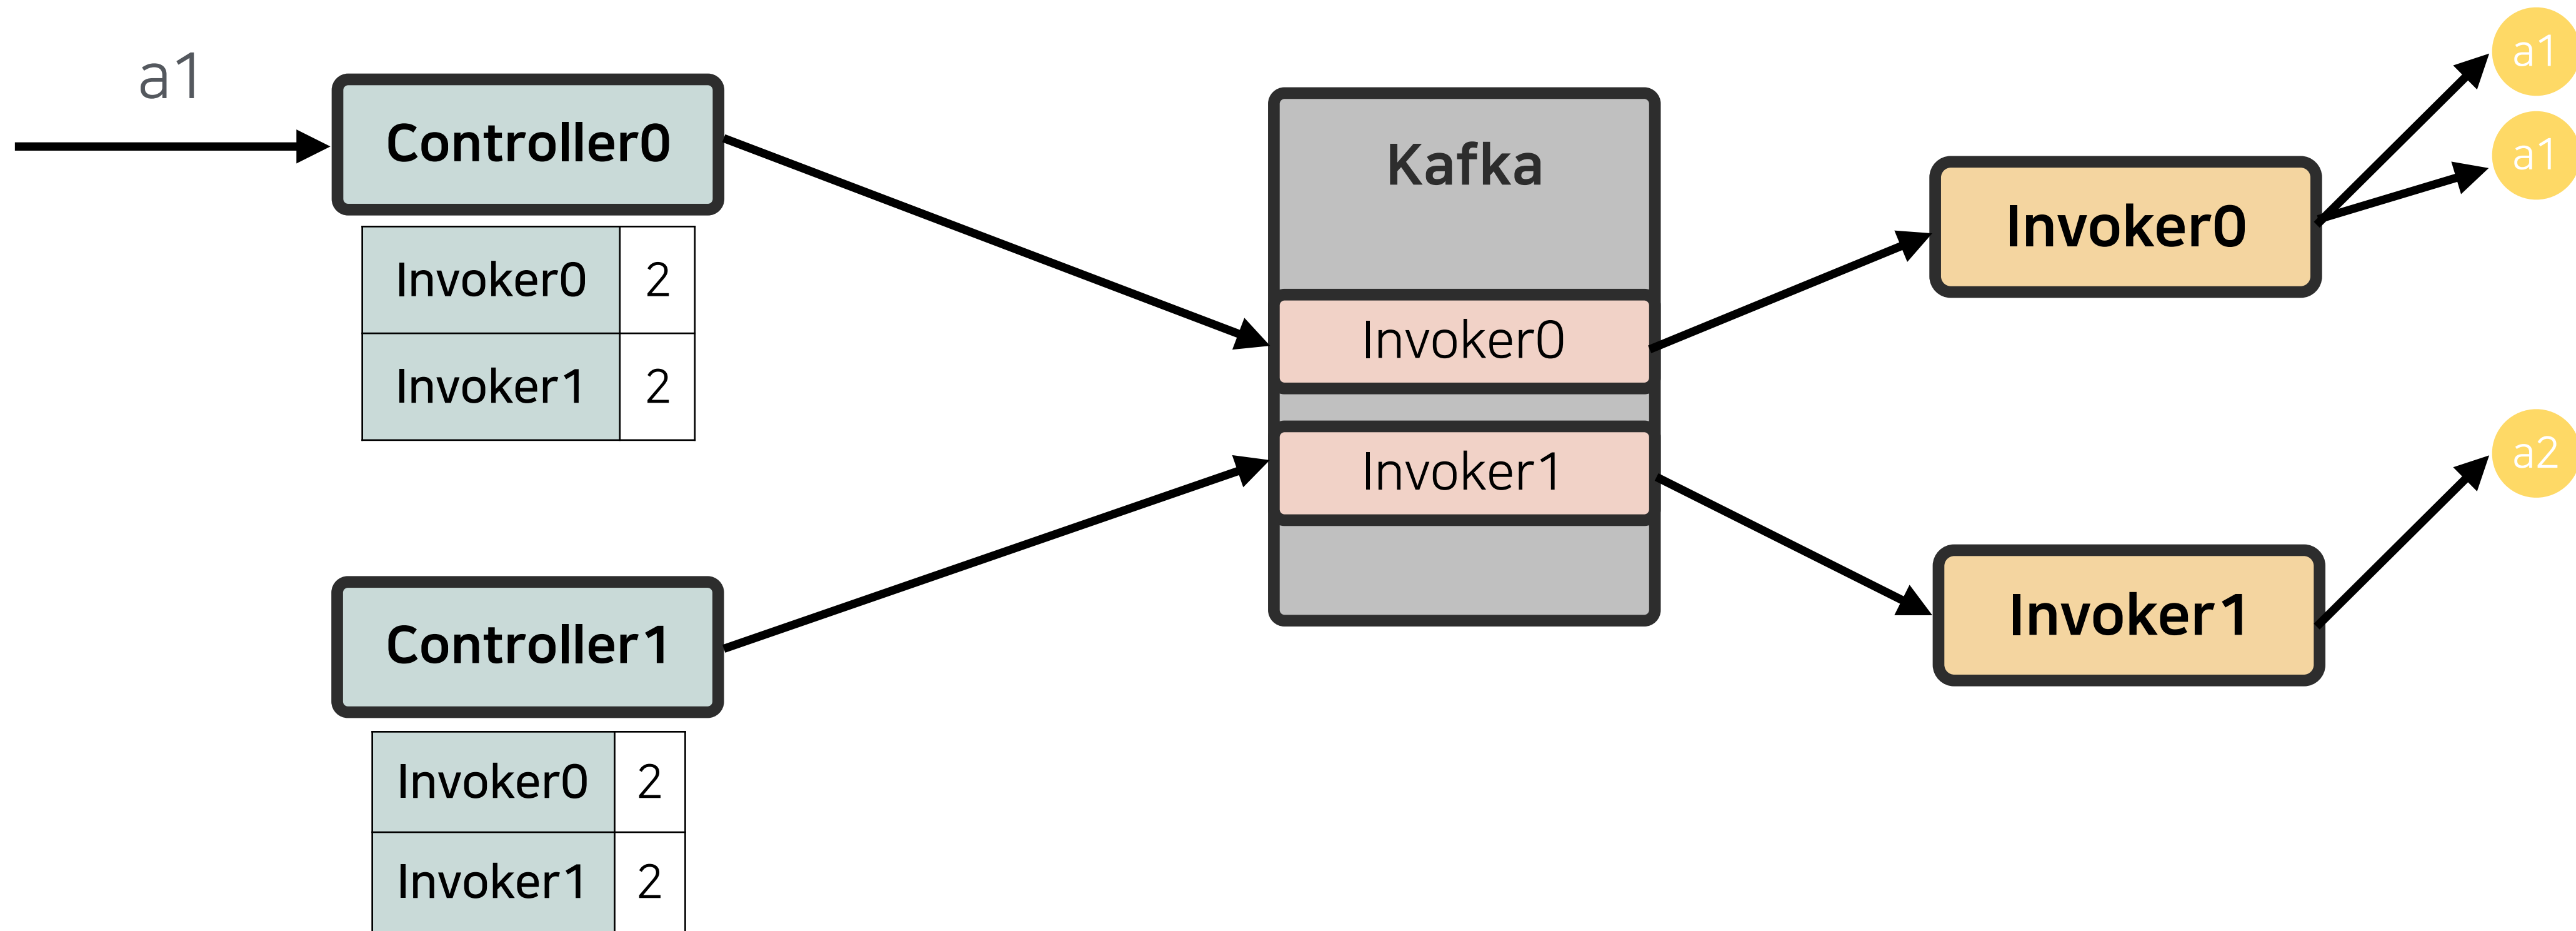 a1
Controller0
Invoker0 2
Invoker1 2
Controller1
Invoker0 2
Invoker1 2
Kafka
Invoker0
Invoker1
Invoker0
a1
a1
Invoker1
a2